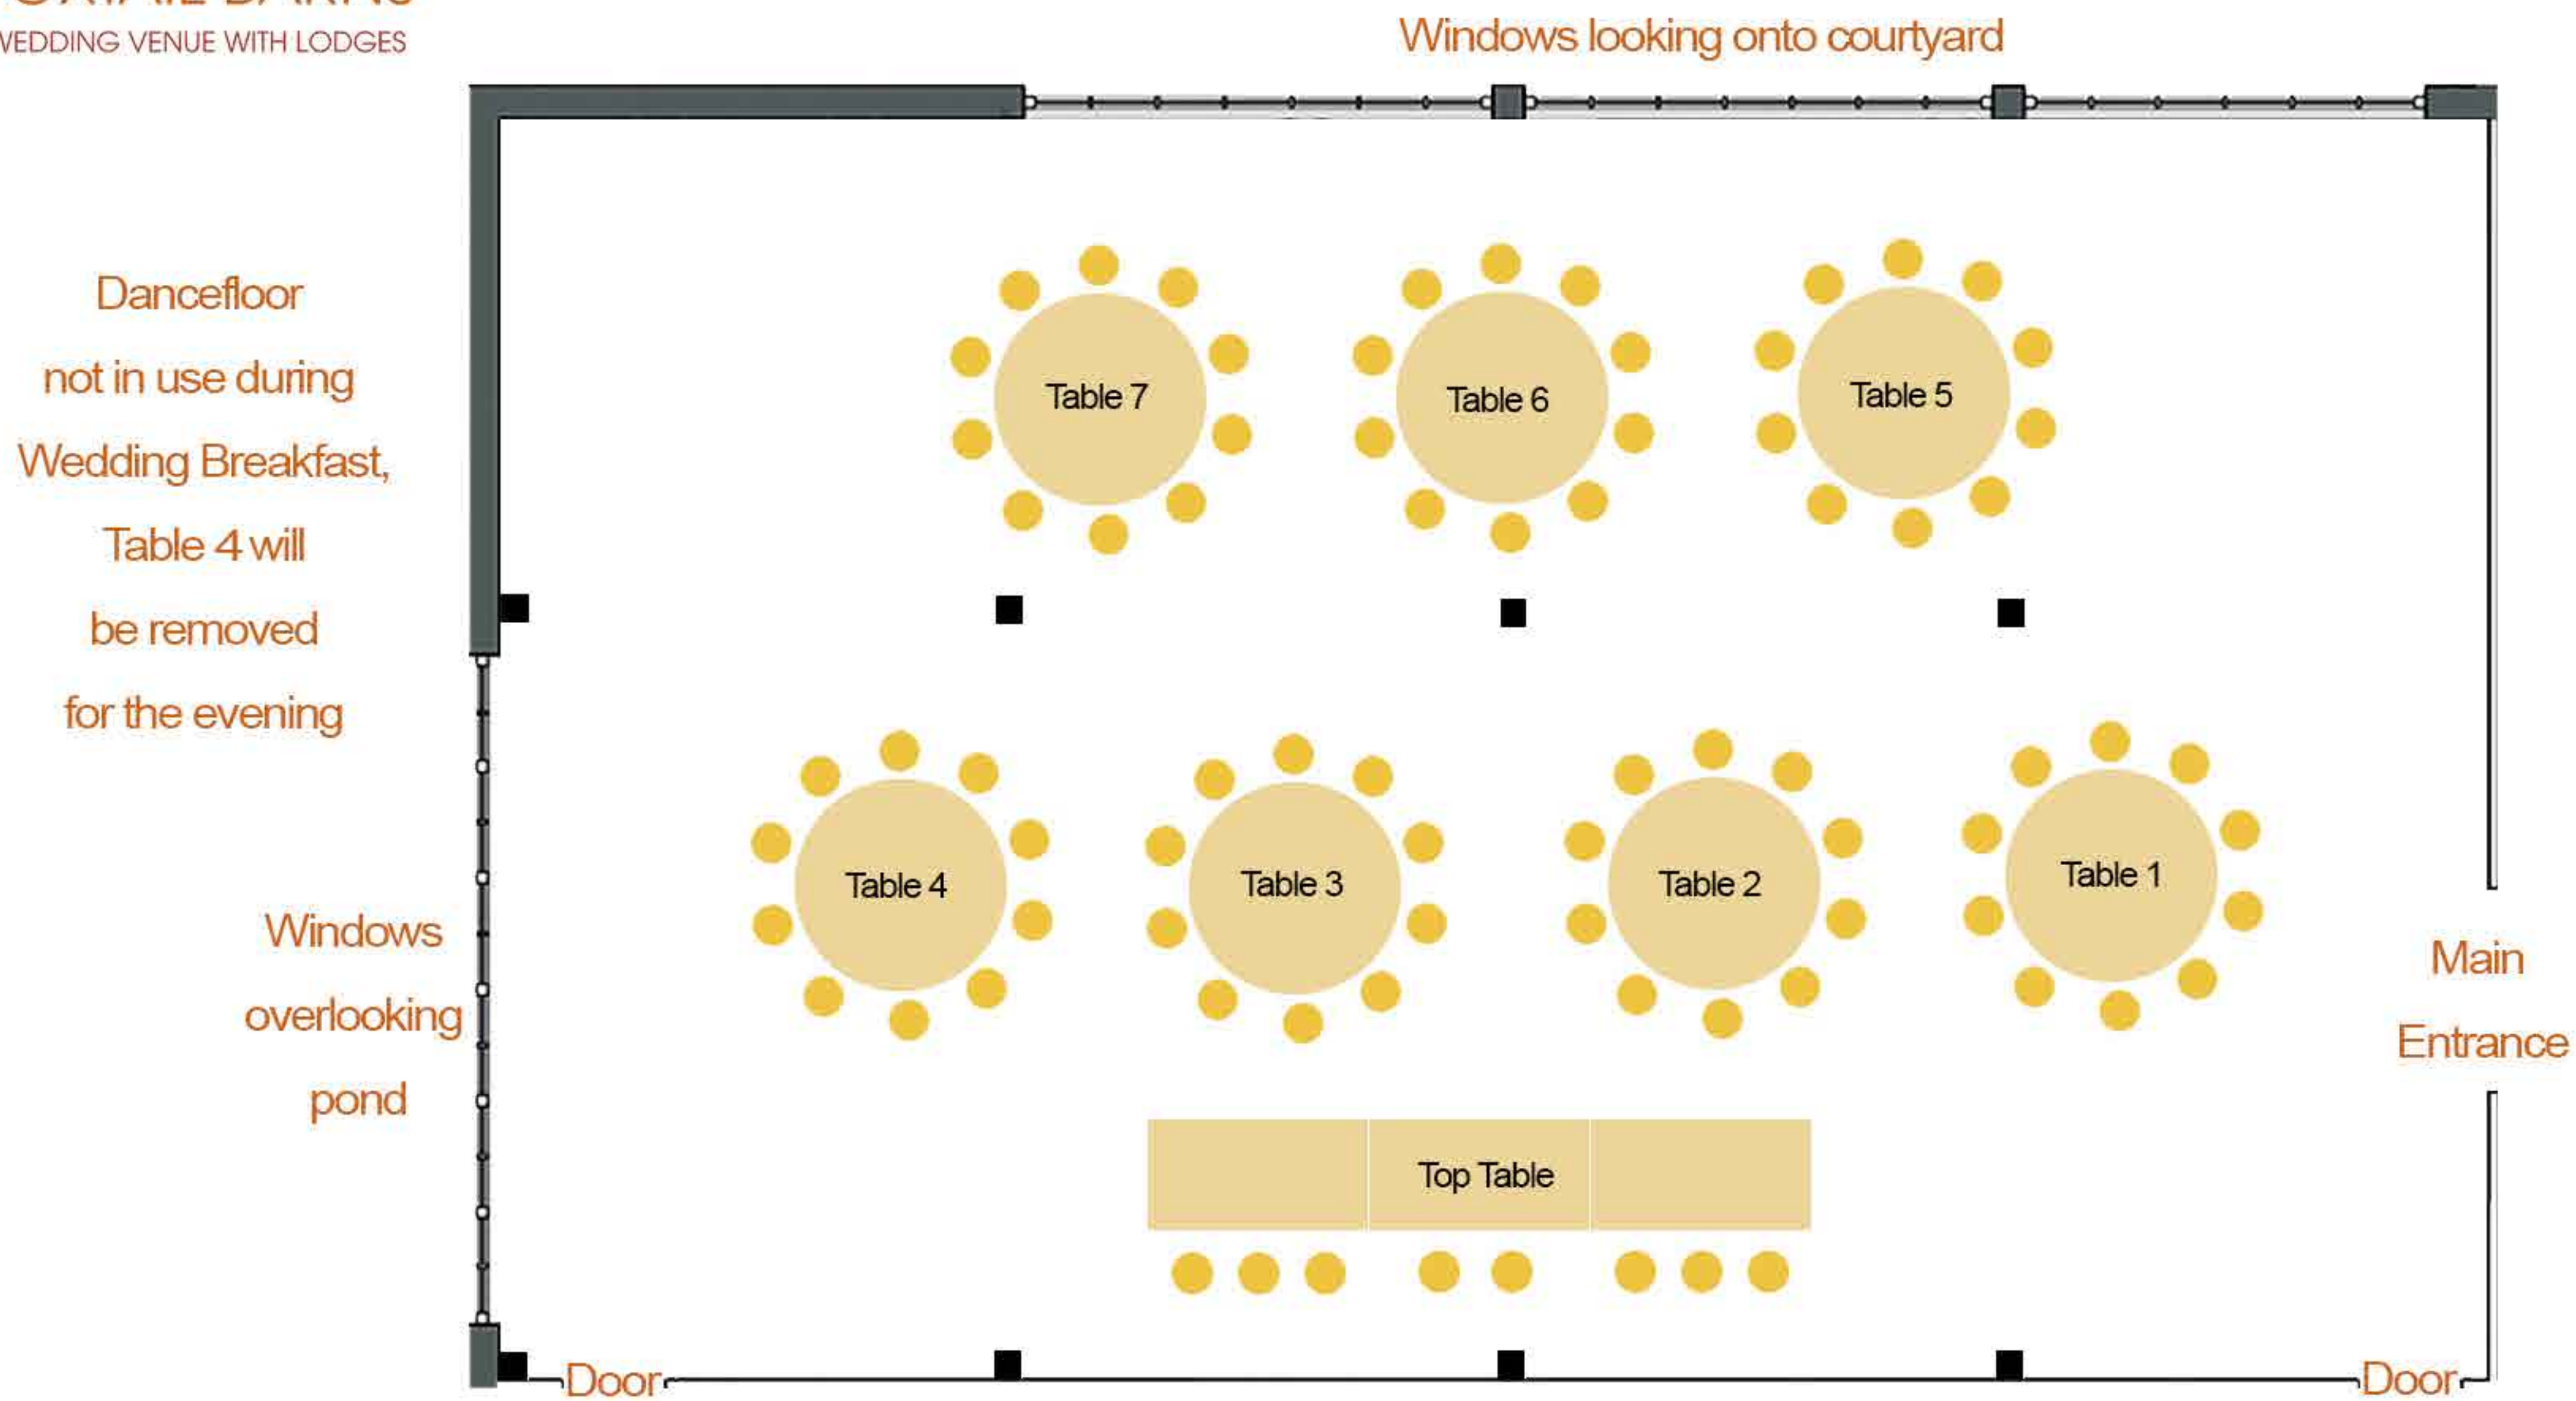 WEDDING VENUE WITH LODGES
Windows looking onto courtyard
Dancefloor
not in use during
Wedding Breakfast,
Table 4 will
be removed
for the evening
Table 7
Table 6
Table 5
Table 4
Table 3
Table 2
Table 1
Windows
overlooking
pond
Main
Entrance
Top Table
Door
Door